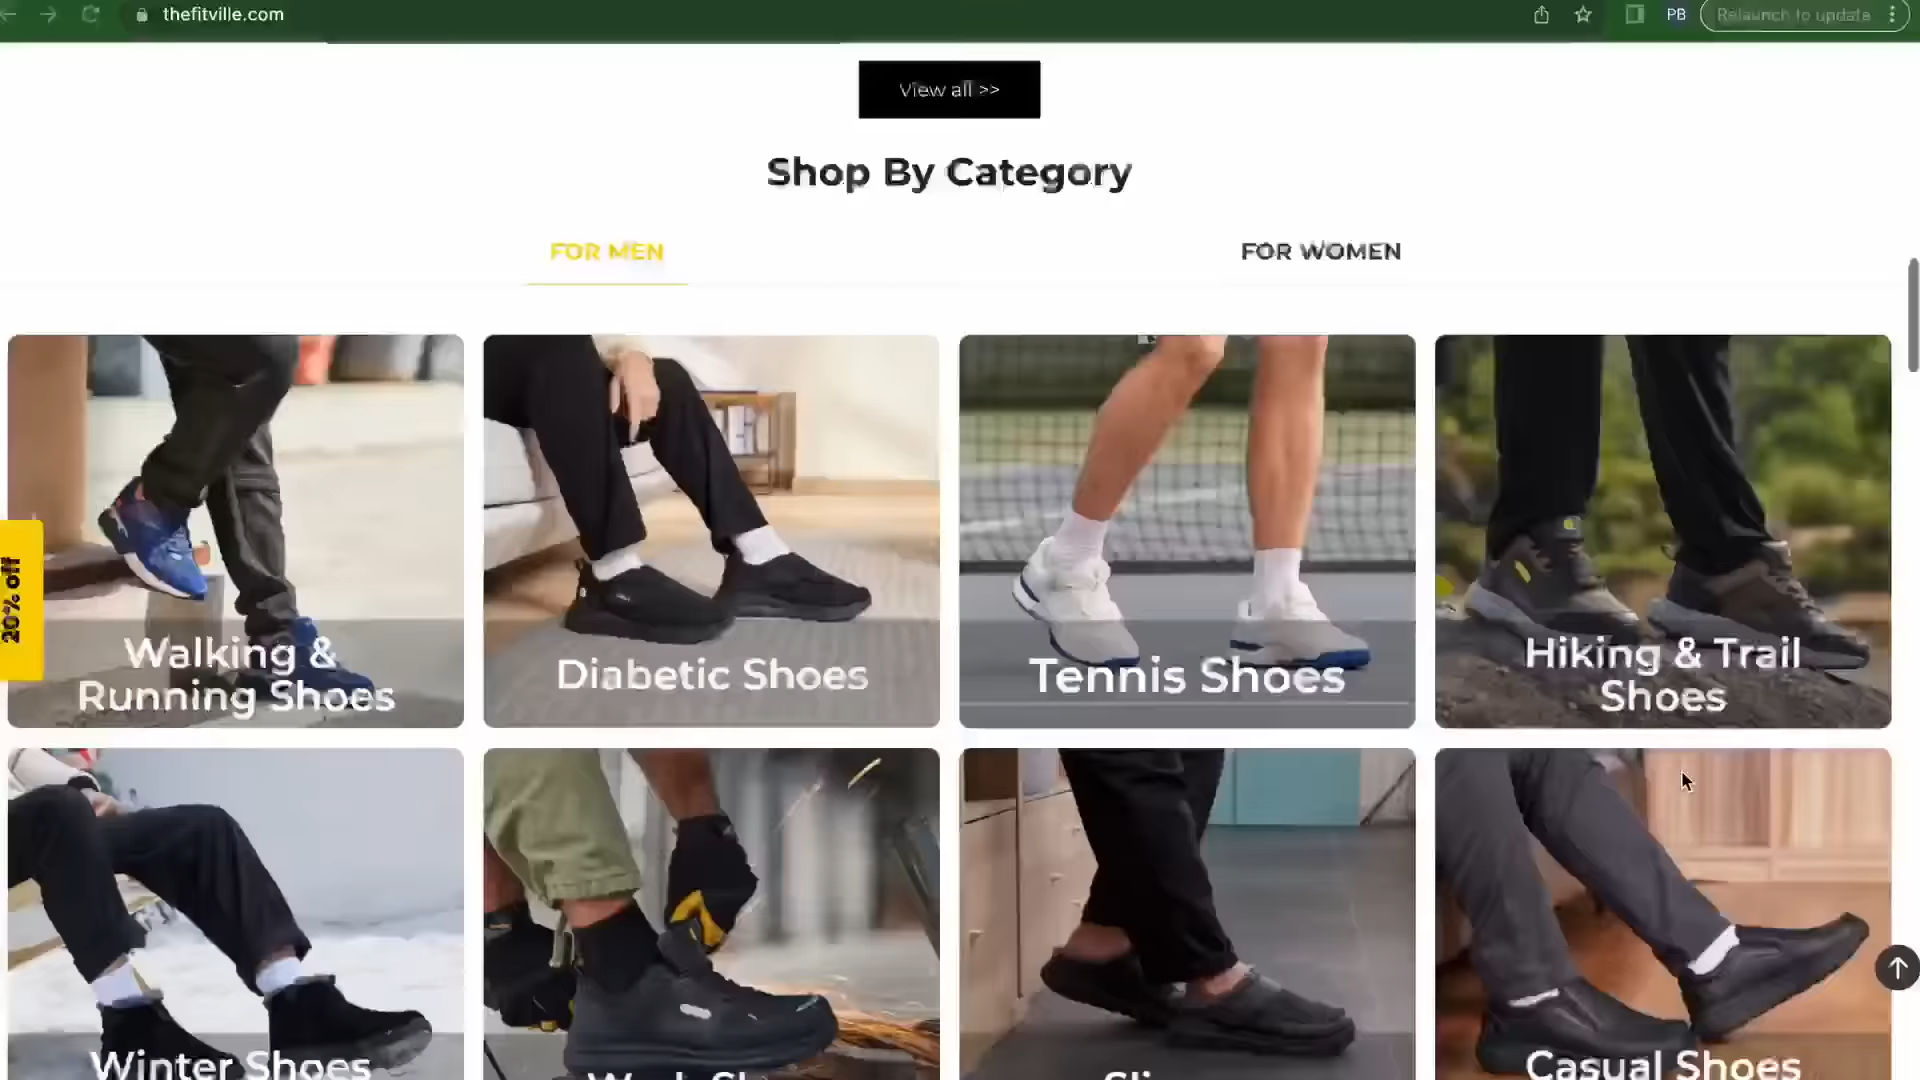 thefitville.com
PB
Relaunch to update
View all >>
Shop By Category
FOR MEN
FOR WOMEN
20% off
Walking &
Running Shoes
Diabetic Shoes
Tennis Shoes
Hiking & Trail
Shoes
Winter Shoes
Casual Shoes